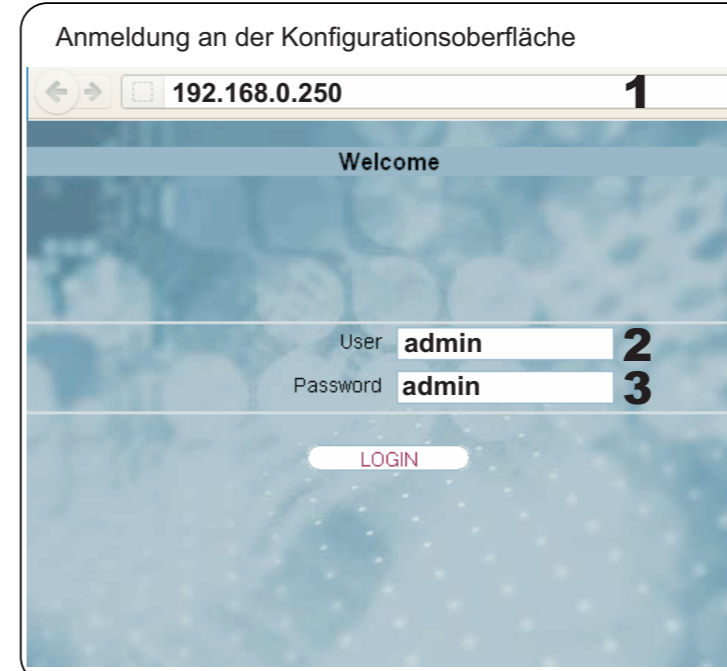 Anmeldung an der Konfigurationsoberfläche
192.168.0.250 1
Welcome
User admin 2
Password admin 3
LOGIN